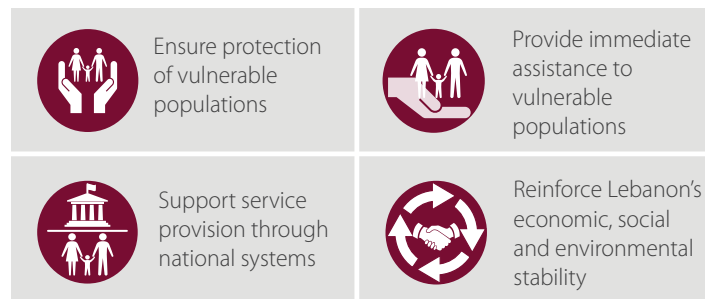 Ensure protection
of vulnerable
populations
Provide immediate
assistance to
vulnerable
populations
Support service
provision through
national systems
Reinforce Lebanon's
economic, social
and environmental
stability